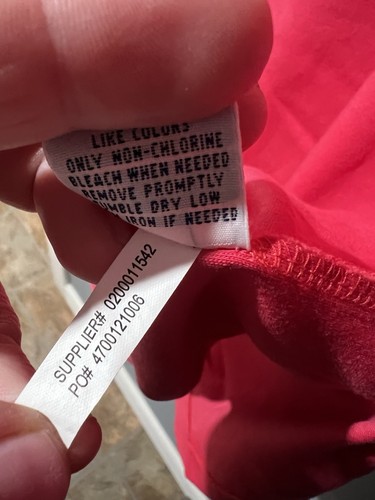 LIKE COLORS
ONLY NON-CHLORINE
BLEACH WHEN NEEDED
REMOVE PROMPTLY
TUMBLE DRY LOW
IRON IF NEEDED
SUPPLIER# 0200011542
PO# 4700121006